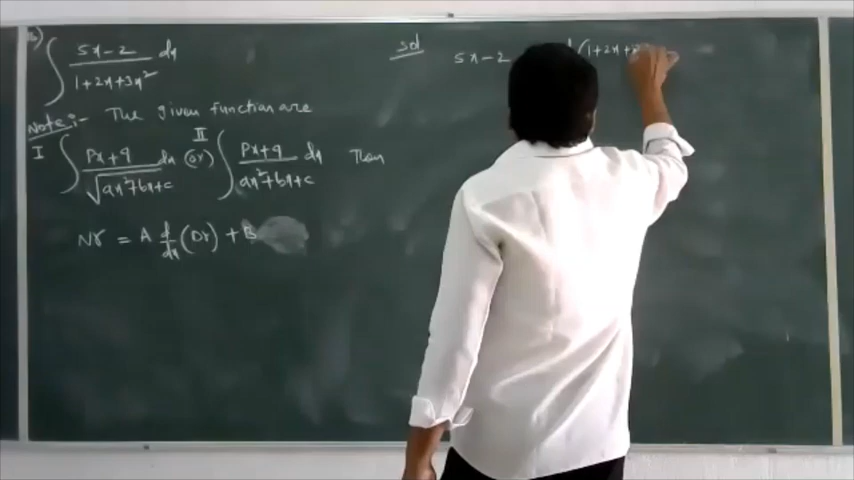 ∫ 5x-2 / 1+2x+3x² dx
Note:- The given function are
I ∫ Px+q / √ax²+bx+c dx (or) II ∫ Px+q / ax²+bx+c dx Then
Nr = A d/dx (Dr) + B
sol
5x-2 (1+2x+